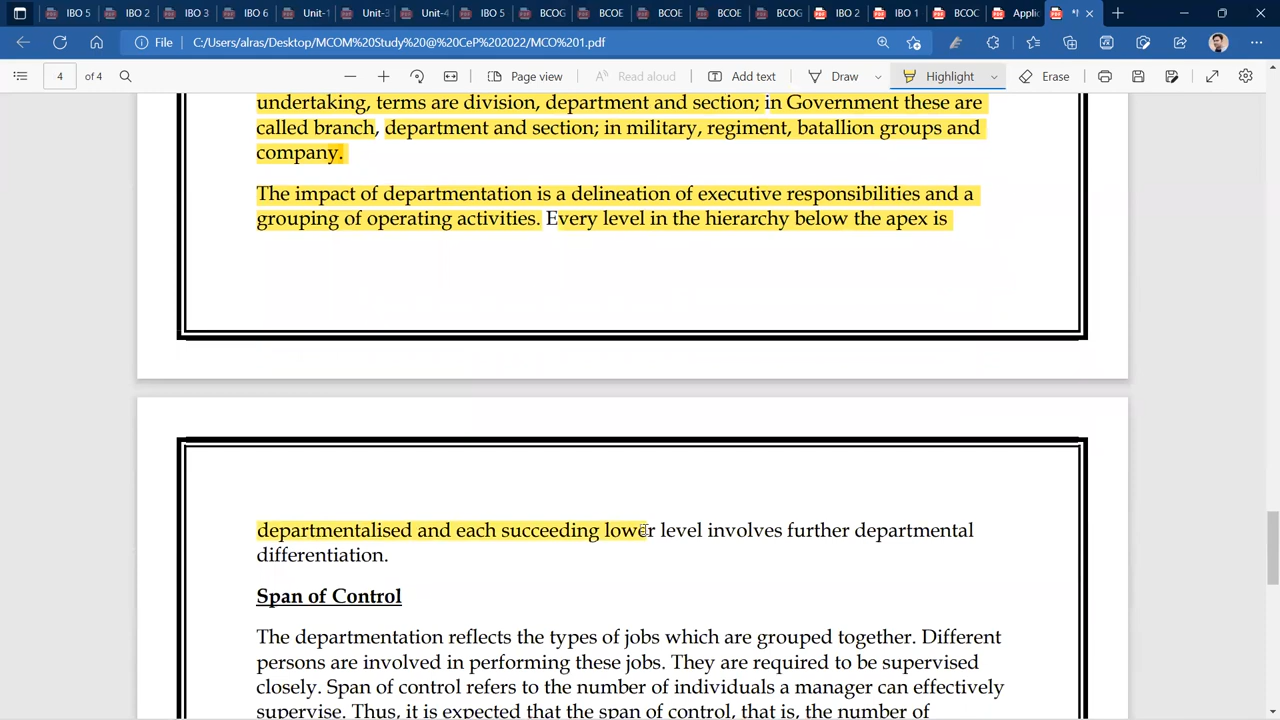 IBO 5
IBO 2
IBO 3
IBO 6
Unit-1
Unit-3
Unit-4
IBO 5
BCOG
BCOE
BCOE
BCOE
BCOG
IBO 2
IBO 1
BCOC
Applic
File C:/Users/alras/Desktop/MCOM%20Study%20@%20CeP%202022/MCO%201.pdf
4 of 4 Page view Read aloud Add text Draw Highlight Erase
undertaking, terms are division, department and section; in Government these are
called branch, department and section; in military, regiment, batallion groups and
company.
The impact of departmentation is a delineation of executive responsibilities and a
grouping of operating activities. Every level in the hierarchy below the apex is
departmentalised and each succeeding lower level involves further departmental
differentiation.
Span of Control
The departmentation reflects the types of jobs which are grouped together. Different
persons are involved in performing these jobs. They are required to be supervised
closely. Span of control refers to the number of individuals a manager can effectively
supervise. Thus, it is expected that the span of control, that is, the number of